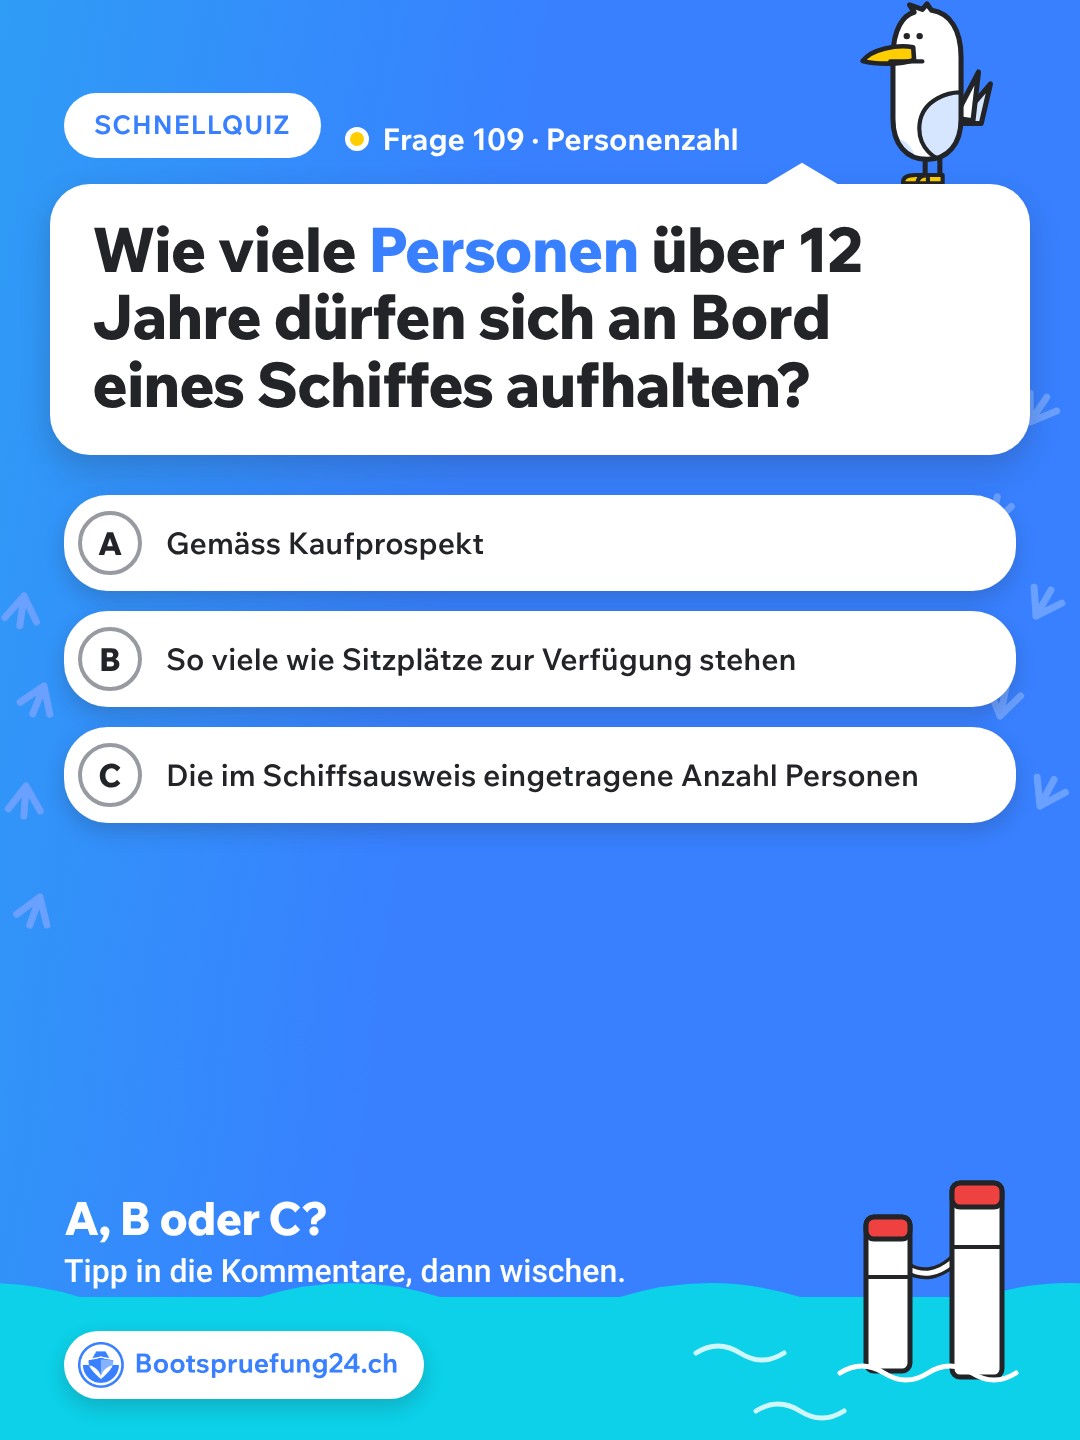 SCHNELLQUIZ
Frage 109 · Personenzahl
Wie viele Personen über 12
Jahre dürfen sich an Bord
eines Schiffes aufhalten?
A Gemäss Kaufprospekt
B So viele wie Sitzplätze zur Verfügung stehen
C Die im Schiffsausweis eingetragene Anzahl Personen
A, B oder C?
Tipp in die Kommentare, dann wischen.
Bootspruefung24.ch